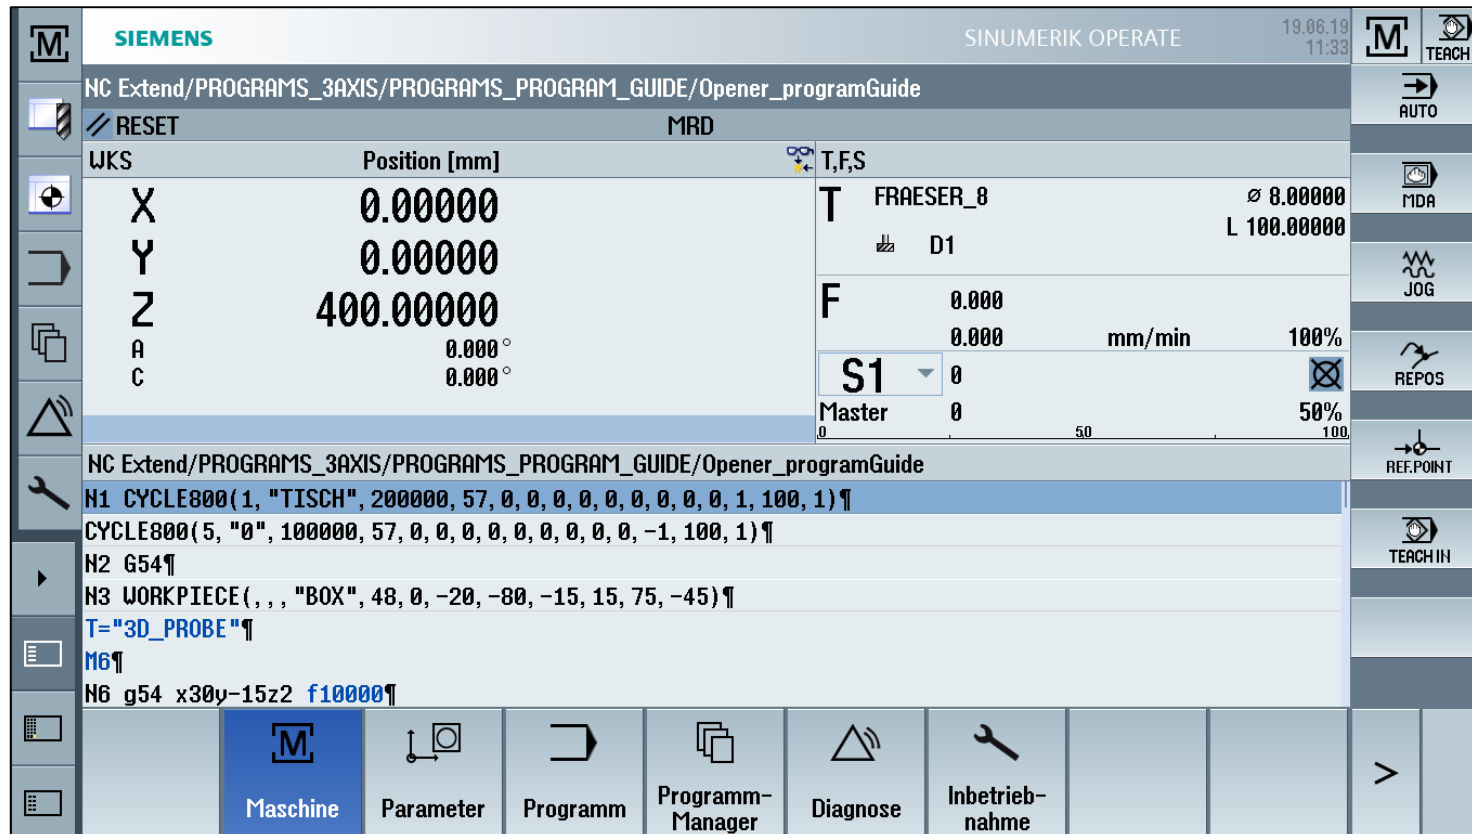 SIEMENS
SINUMERIK OPERATE
19.06.19
11:33
M
M
TEACH
NC Extend/PROGRAMS_3AXIS/PROGRAMS_PROGRAM_GUIDE/Opener_programGuide
AUTO
RESET MRD
WKS Position [mm]
T,F,S
X 0.00000
Y 0.00000
Z 400.00000
A 0.000°
C 0.000°
T FRAESER_8 ⌀ 8.00000
L 100.00000
D1
F 0.000
0.000 mm/min 100%
S1 0
Master 0 50%
0 50 100
MDA
JOG
REPOS
REF.POINT
TEACH IN
NC Extend/PROGRAMS_3AXIS/PROGRAMS_PROGRAM_GUIDE/Opener_programGuide
N1 CYCLE800(1, "TISCH", 200000, 57, 0, 0, 0, 0, 0, 0, 0, 0, 0, 1, 100, 1)¶
CYCLE800(5, "0", 100000, 57, 0, 0, 0, 0, 0, 0, 0, 0, 0, -1, 100, 1)¶
N2 G54¶
N3 WORKPIECE(, , , "BOX", 48, 0, -20, -80, -15, 15, 75, -45)¶
T="3D_PROBE"¶
M6¶
N6 g54 x30y-15z2 f10000¶
M
Maschine
Parameter
Programm
Programm-
Manager
Diagnose
Inbetrieb-
nahme
>